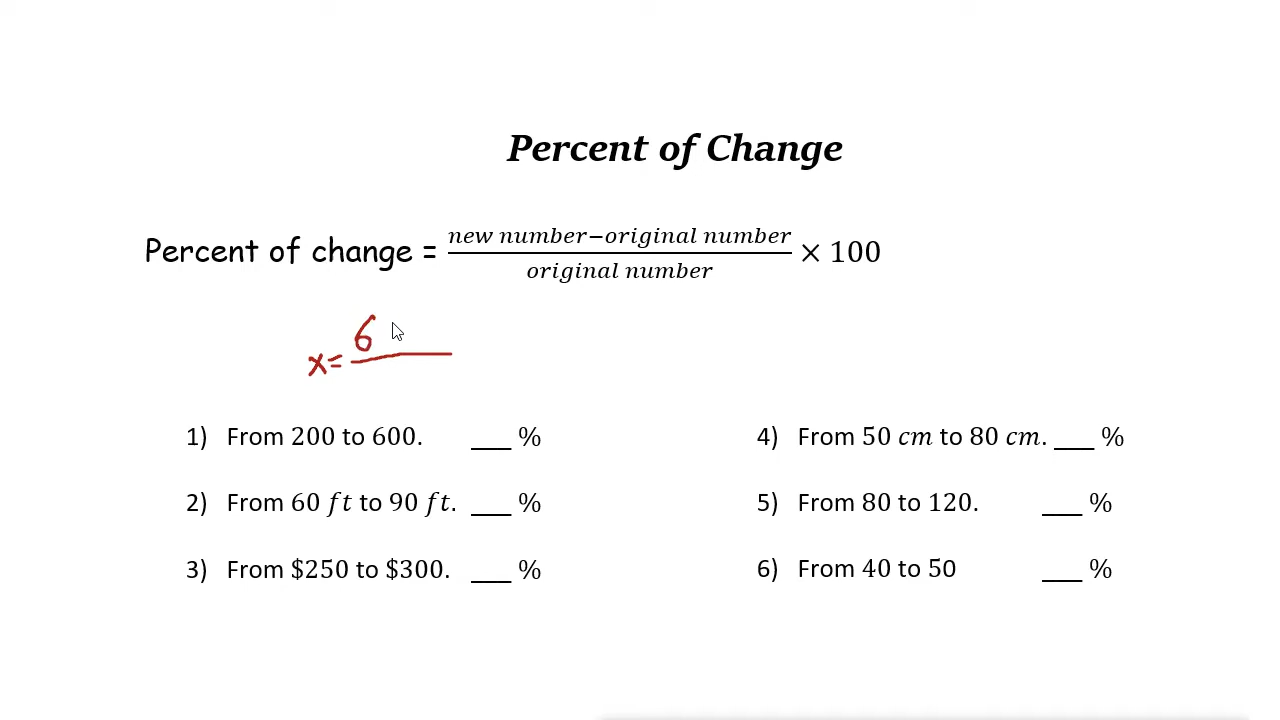 Percent of Change
Percent of change = \frac{new number−original number}{original number} × 100
x= 6
1) From 200 to 600. ___ %
2) From 60 ft to 90 ft. ___ %
3) From $250 to $300. ___ %
4) From 50 cm to 80 cm. ___ %
5) From 80 to 120. ___ %
6) From 40 to 50 ___ %